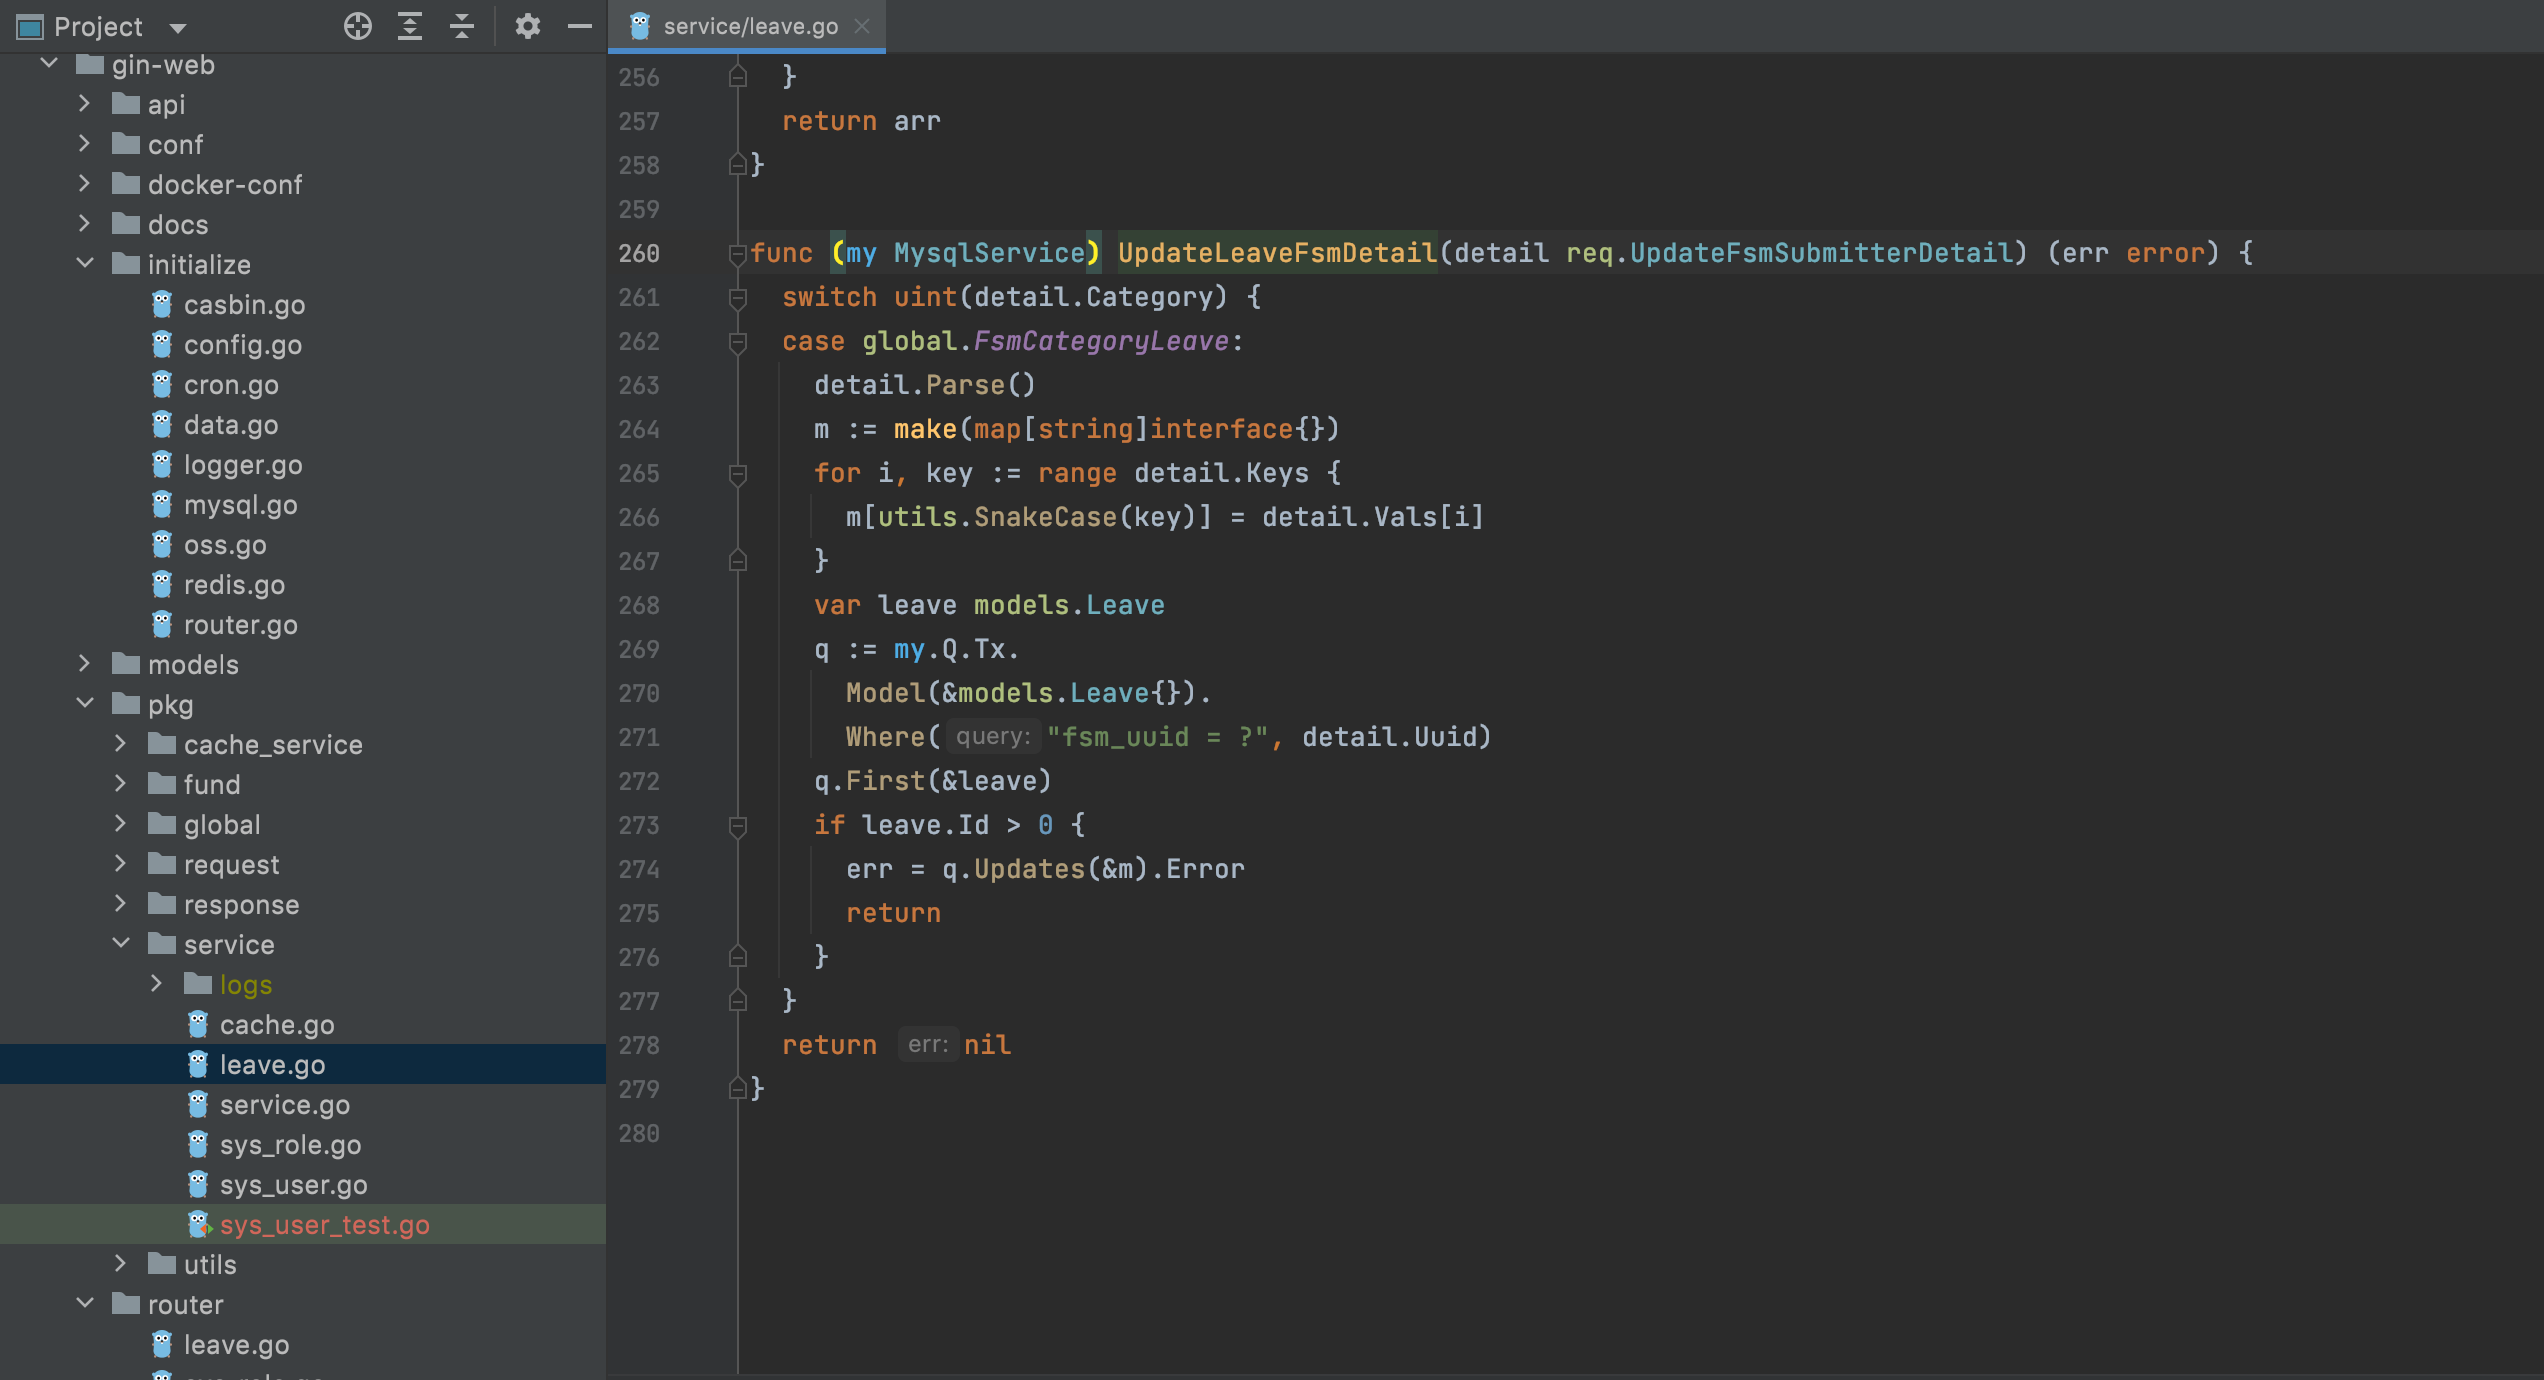 Project
gin-web
api
conf
docker-conf
docs
initialize
casbin.go
config.go
cron.go
data.go
logger.go
mysql.go
oss.go
redis.go
router.go
models
pkg
cache_service
fund
global
request
response
service
logs
cache.go
leave.go
service.go
sys_role.go
sys_user.go
sys_user_test.go
utils
router
leave.go
service/leave.go
256 }
257 return arr
258 }
259
260 func (my MysqlService) UpdateLeaveFsmDetail(detail req.UpdateFsmSubmitterDetail) (err error) {
261 switch uint(detail.Category) {
262 case global.FsmCategoryLeave:
263 detail.Parse()
264 m := make(map[string]interface{})
265 for i, key := range detail.Keys {
266 m[utils.SnakeCase(key)] = detail.Vals[i]
267 }
268 var leave models.Leave
269 q := my.Q.Tx.
270 Model(&models.Leave{}).
271 Where( query: "fsm_uuid = ?", detail.Uuid)
272 q.First(&leave)
273 if leave.Id > 0 {
274 err = q.Updates(&m).Error
275 return
276 }
277 }
278 return err: nil
279 }
280